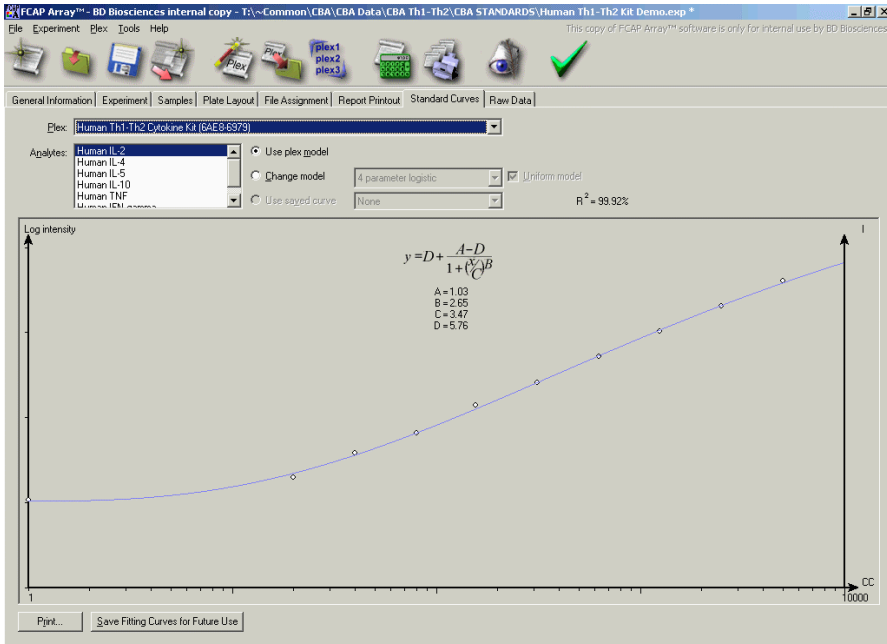 FCAP Array™ - BD Biosciences internal copy - T:\~Common\CBA\CBA Data\CBA Th1-Th2\CBA STANDARDS\Human Th1-Th2 Kit Demo.exp *
File Experiment Plex Tools Help
This copy of FCAP Array™ software is only for internal use by BD Biosciences
Plex
Plex
plex1
plex2
plex3
General Information Experiment Samples Plate Layout File Assignment Report Printout Standard Curves Raw Data
Plex: Human Th1-Th2 Cytokine Kit (6AE8-6979)
Analytes: Human IL-2
Human IL-4
Human IL-5
Human IL-10
Human TNF
Human IFN-gamma
Use plex model
Change model 4 parameter logistic Uniform model
Use saved curve None R² = 99.92%
Log intensity I
y = D + A-D / 1 + (x/C)B
A = 1.03
B = 2.65
C = 3.47
D = 5.76
CC
1 10000
Print... Save Fitting Curves for Future Use